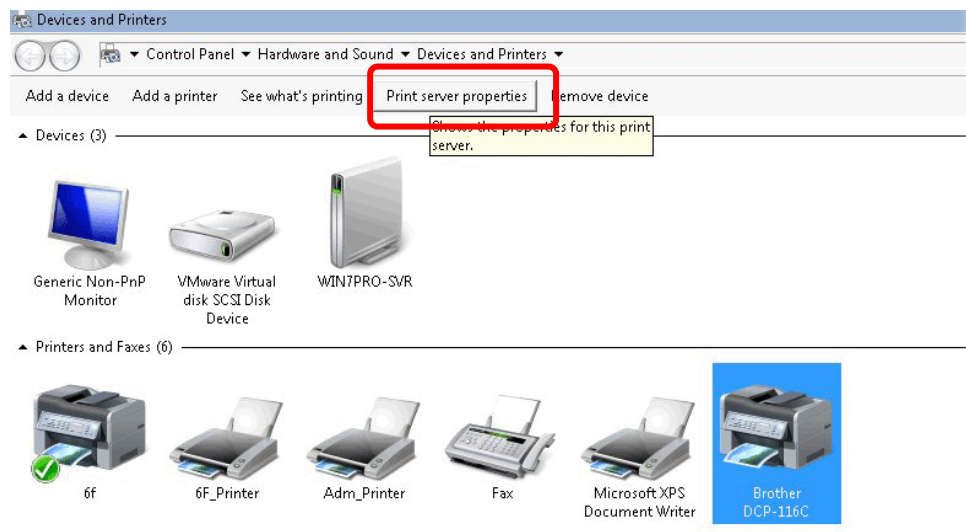 Devices and Printers
Control Panel Hardware and Sound Devices and Printers
Add a device Add a printer See what's printing Print server properties Remove device
Shows the properties for this print
server.
Devices (3)
Generic Non-PnP
Monitor
VMware Virtual
disk SCSI Disk
Device
WIN7PRO-SVR
Printers and Faxes (6)
6f
6F_Printer
Adm_Printer
Fax
Microsoft XPS
Document Writer
Brother
DCP-116C